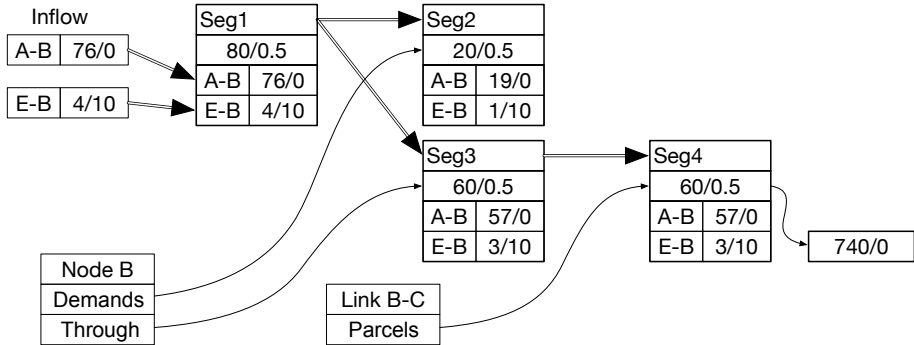 Inflow
A-B 76/0
E-B 4/10
Seg1
80/0.5
A-B 76/0
E-B 4/10
Seg2
20/0.5
A-B 19/0
E-B 1/10
Seg3
60/0.5
A-B 57/0
E-B 3/10
Seg4
60/0.5
A-B 57/0
E-B 3/10
740/0
Node B
Demands
Through
Link B-C
Parcels